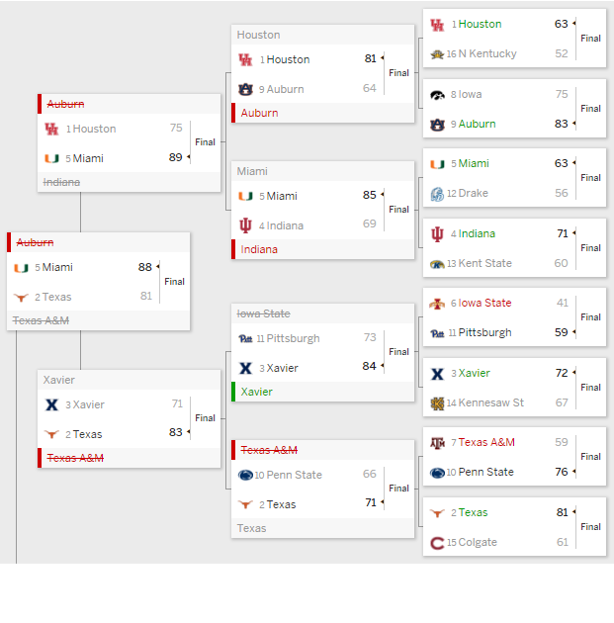 Auburn
1 Houston 75
5 Miami 89
Final
Indiana
Auburn
5 Miami 88
2 Texas 81
Final
Texas A&M
Xavier
3 Xavier 71
2 Texas 83
Final
Texas A&M
Houston
1 Houston 81
9 Auburn 64
Final
Auburn
Miami
5 Miami 85
4 Indiana 69
Final
Indiana
Iowa State
Pitt 11 Pittsburgh 73
3 Xavier 84
Final
Xavier
Texas A&M
10 Penn State 66
2 Texas 71
Final
Texas
1 Houston 63
16 N Kentucky 52
Final
8 Iowa 75
9 Auburn 83
Final
5 Miami 63
12 Drake 56
Final
4 Indiana 71
13 Kent State 60
Final
6 Iowa State 41
Pitt 11 Pittsburgh 59
Final
3 Xavier 72
14 Kennesaw St 67
Final
7 Texas A&M 59
10 Penn State 76
Final
2 Texas 81
15 Colgate 61
Final